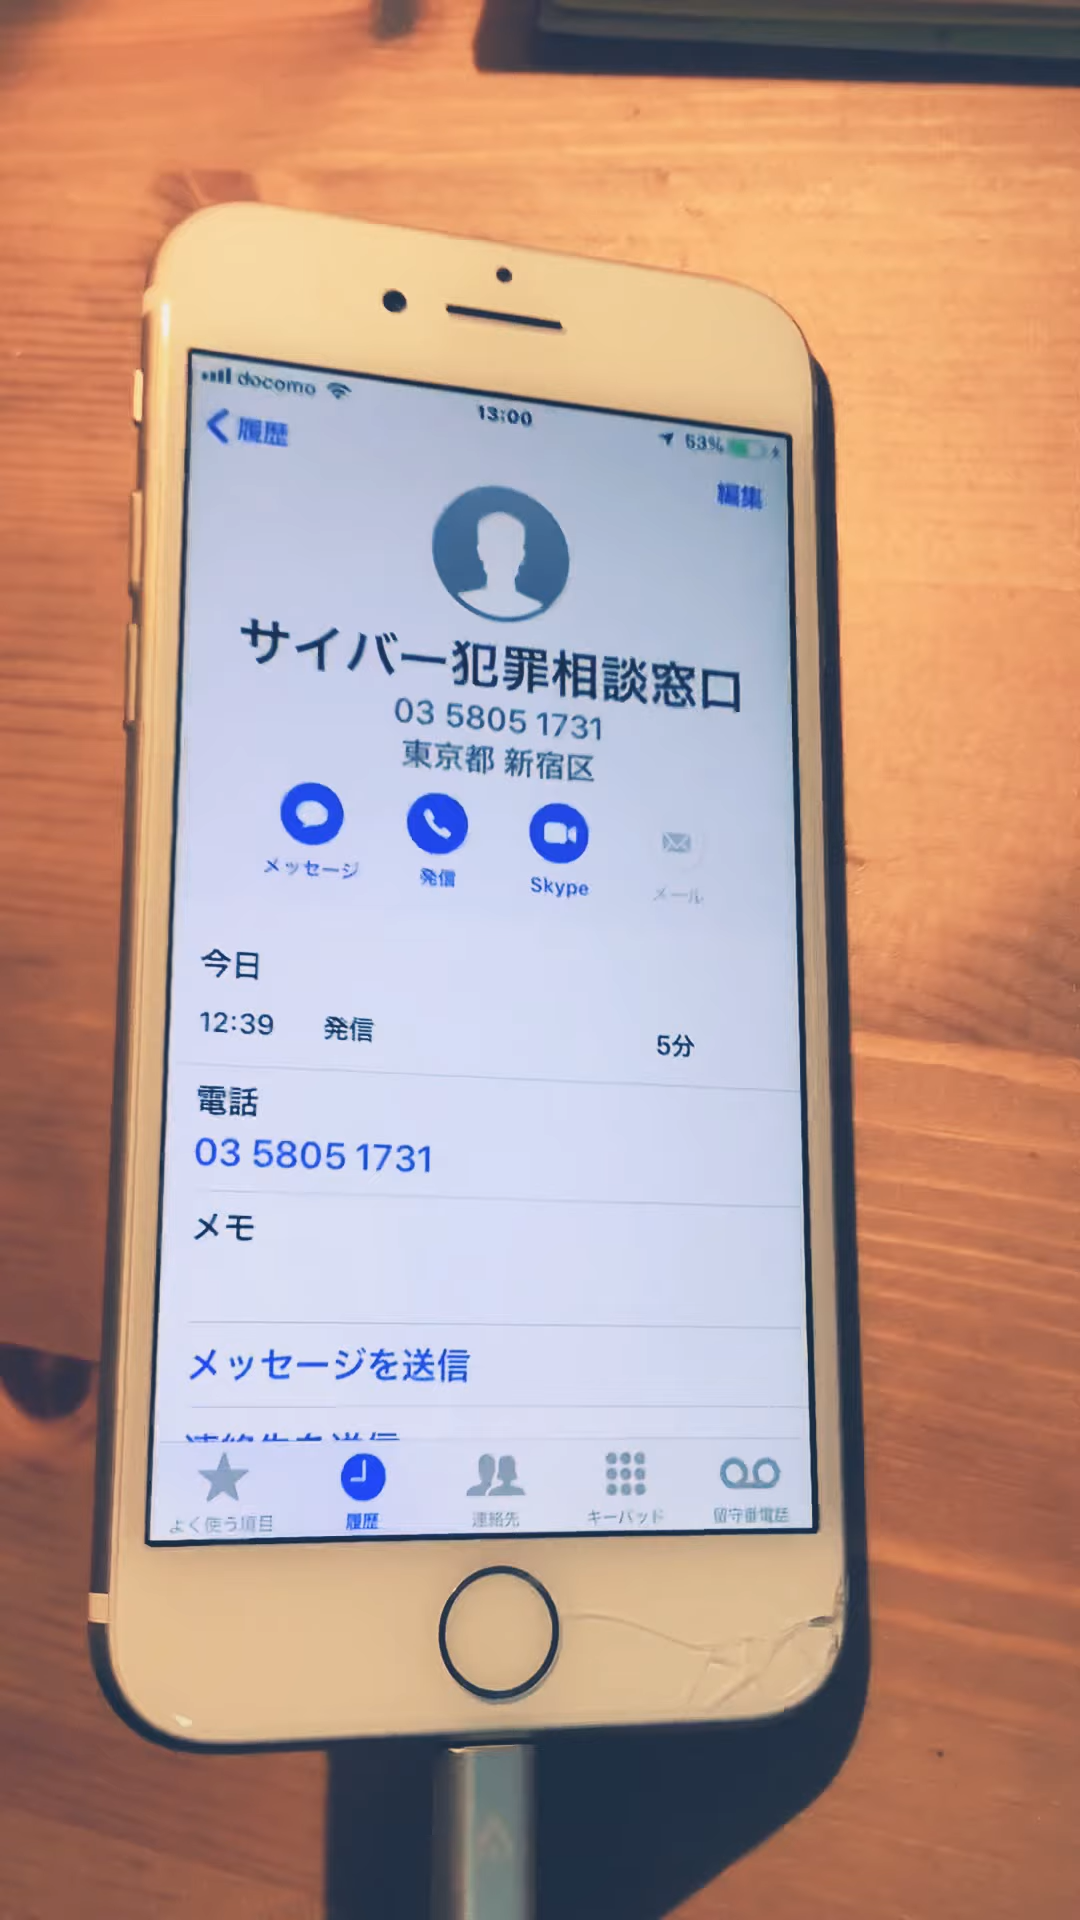 docomo
13:00
53%
履歴
編集
サイバー犯罪相談窓口
03 5805 1731
東京都 新宿区
メッセージ
発信
Skype
メール
今日
12:39 発信 5分
電話
03 5805 1731
メモ
メッセージを送信
よく使う項目
履歴
連絡先
キーパッド
留守番電話